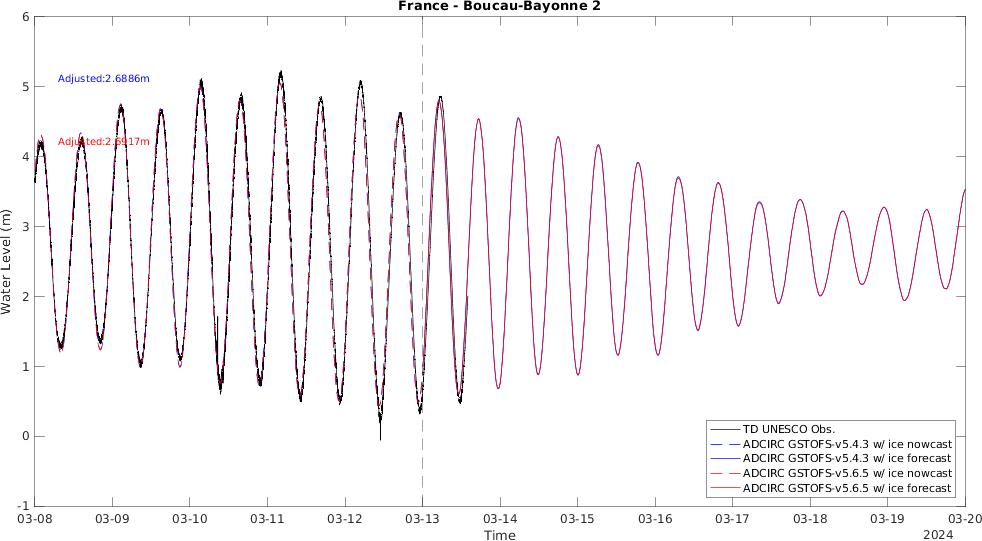 France - Boucau-Bayonne 2
6
5
4
3
2
1
0
-1
Water Level (m)
Adjusted:2.6886m
Adjusted:2.6917m
TD UNESCO Obs.
ADCIRC GSTOFS-v5.4.3 w/ ice nowcast
ADCIRC GSTOFS-v5.4.3 w/ ice forecast
ADCIRC GSTOFS-v5.6.5 w/ ice nowcast
ADCIRC GSTOFS-v5.6.5 w/ ice forecast
03-08 03-09 03-10 03-11 03-12 03-13 03-14 03-15 03-16 03-17 03-18 03-19 03-20
Time
2024